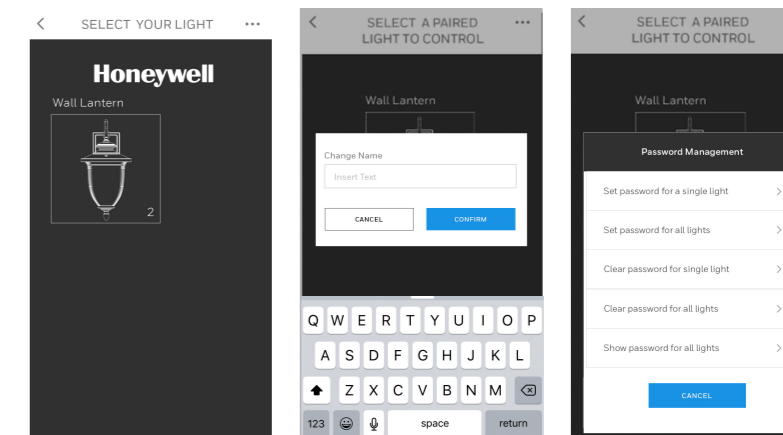 SELECT YOUR LIGHT
Honeywell
Wall Lantern
2
SELECT A PAIRED
LIGHT TO CONTROL
Wall Lantern
Change Name
Insert Text
CANCEL CONFIRM
Q W E R T Y U I O P
A S D F G H J K L
Z X C V B N M
123 space return
SELECT A PAIRED
LIGHT TO CONTROL
Wall Lantern
Password Management
Set password for a single light
Set password for all lights
Clear password for single light
Clear password for all lights
Show password for all lights
CANCEL